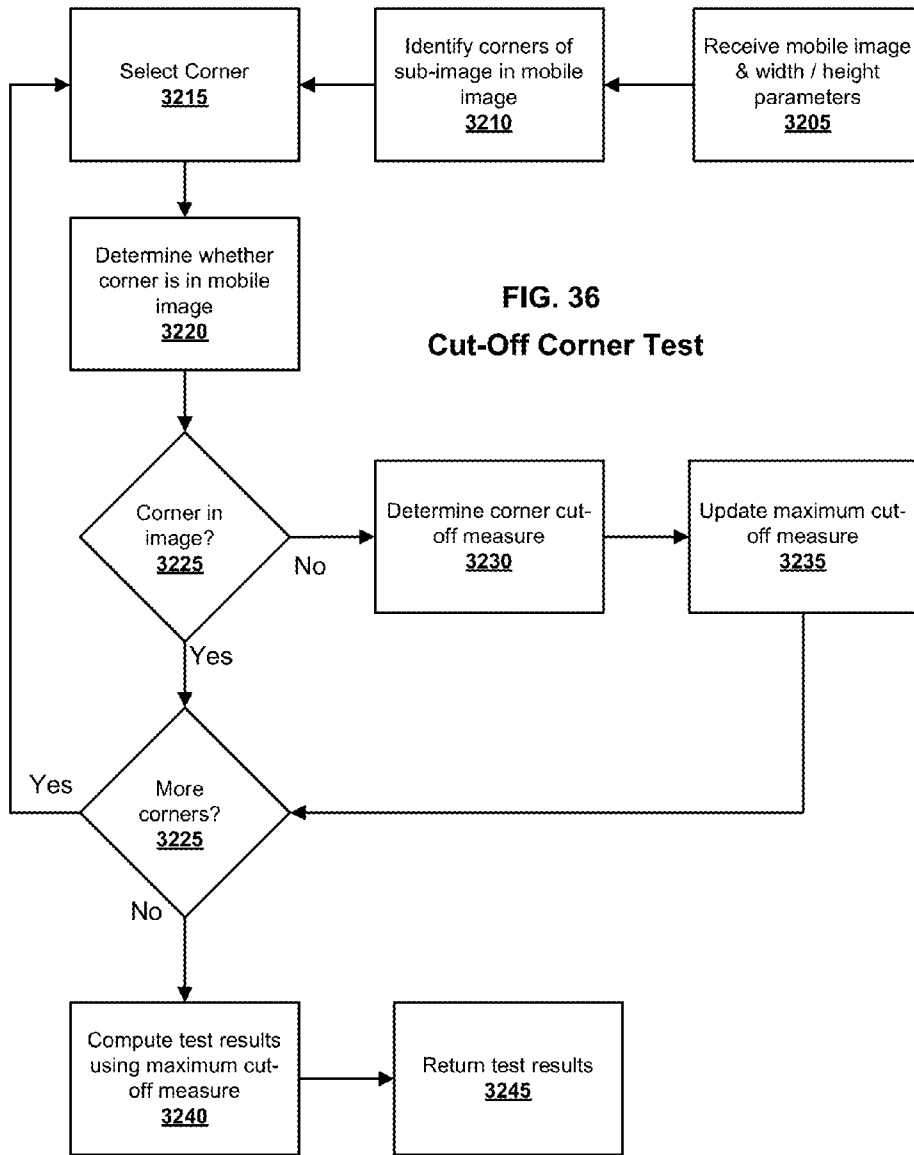 Select Corner
3215
Identify corners of
sub-image in mobile
image
3210
Receive mobile image
& width / height
parameters
3205
Determine whether
corner is in mobile
image
3220
FIG. 36
Cut-Off Corner Test
Corner in
image?
3225
No
Yes
Determine corner cut-
off measure
3230
Update maximum cut-
off measure
3235
Yes
More
corners?
3225
No
Compute test results
using maximum cut-
off measure
3240
Return test results
3245